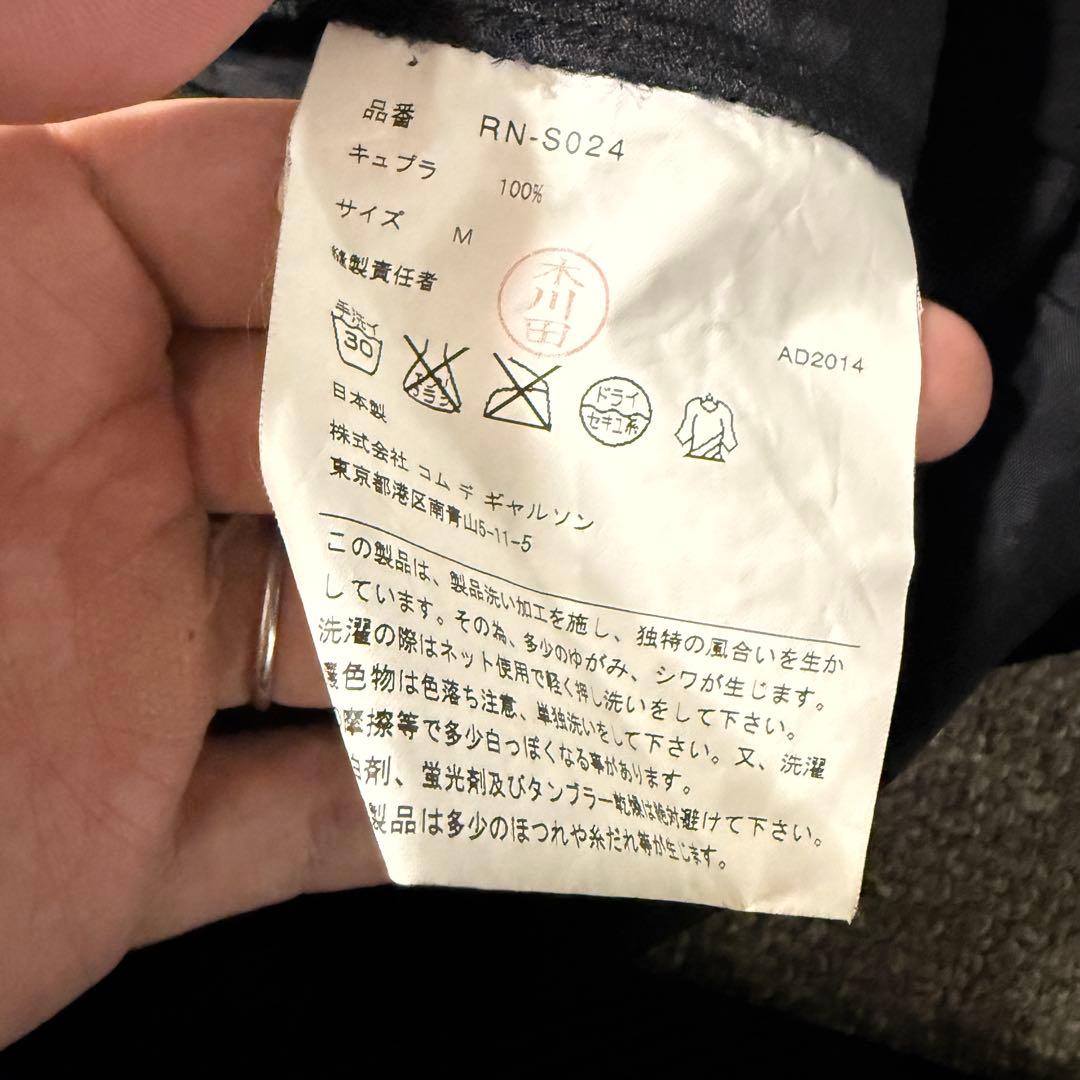 品番 RN-S024
キュプラ 100%
サイズ M
縫製責任者
木川田
手洗イ
30
エンソ
サラシ
ドライ
セキユ系
AD2014
日本製
株式会社 コム デ ギャルソン
東京都港区南青山5-11-5
この製品は、製品洗い加工を施し、独特の風合いを生か
しています。その為、多少のゆがみ、シワが生じます。
洗濯の際はネット使用で軽く押し洗いをして下さい。
色物は色落ち注意、単独洗いをして下さい。又、洗濯
摩擦等で多少白っぽくなる事があります。
白剤、蛍光剤及びタンブラー乾燥は絶対避けて下さい。
製品は多少のほつれや糸だれ等が生じます。